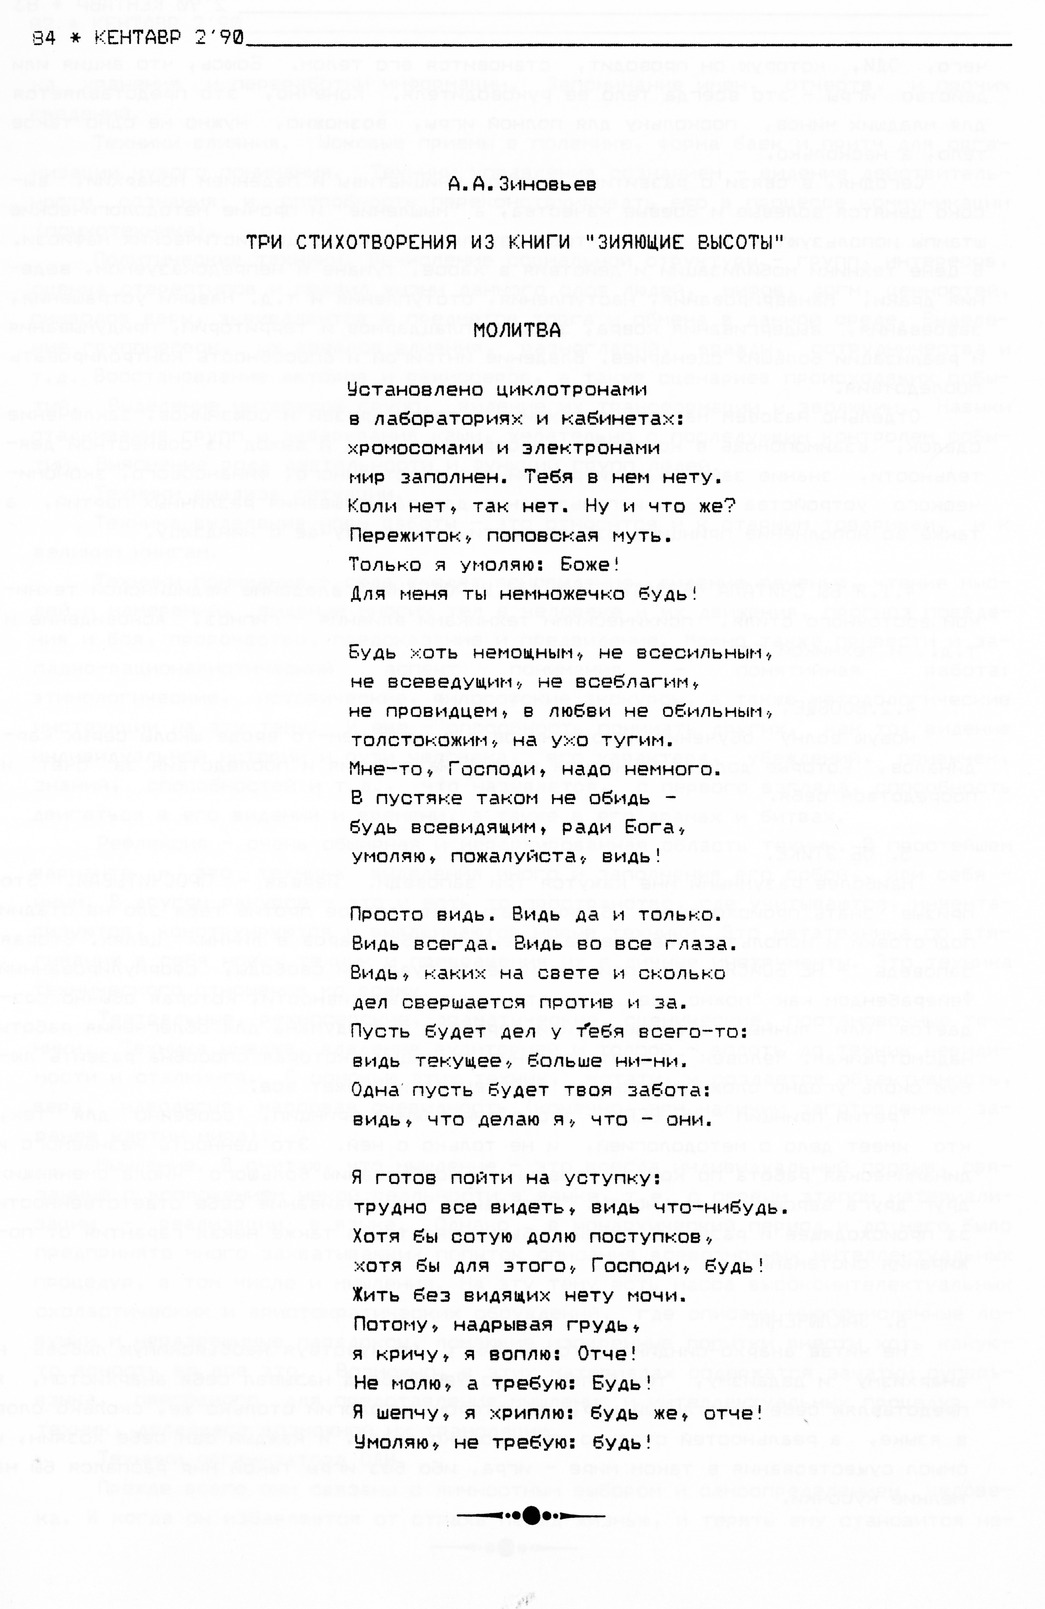 84 * КЕНТАВР 2'90
А.А.Зиновьев
ТРИ СТИХОТВОРЕНИЯ ИЗ КНИГИ "ЗИЯЮЩИЕ ВЫСОТЫ"
МОЛИТВА
Установлено циклотронами
в лабораториях и кабинетах:
хромосомами и электронами
мир заполнен. Тебя в нем нету.
Коли нет, так нет. Ну и что же?
Пережиток, поповская муть.
Только я умоляю: Боже!
Для меня ты немножечко будь!
Будь хоть немощным, не всесильным,
не всеведущим, не всеблагим,
не провидцем, в любви не обильным,
толстокожим, на ухо тугим.
Мне-то, Господи, надо немного.
В пустяке таком не обидь -
будь всевидящим, ради Бога,
умоляю, пожалуйста, видь!
Просто видь. Видь да и только.
Видь всегда. Видь во все глаза.
Видь, каких на свете и сколько
дел свершается против и за.
Пусть будет дел у тебя всего-то:
видь текущее, больше ни-ни.
Одна пусть будет твоя забота:
видь, что делаю я, что - они.
Я готов пойти на уступку:
трудно все видеть, видь что-нибудь.
Хотя бы сотую долю поступков,
хотя бы для этого, Господи, будь!
Жить без видящих нету мочи.
Потому, надрывая грудь,
я кричу, я воплю: Отче!
Не молю, а требую: Будь!
Я шепчу, я хриплю: будь же, отче!
Умоляю, не требую: будь!